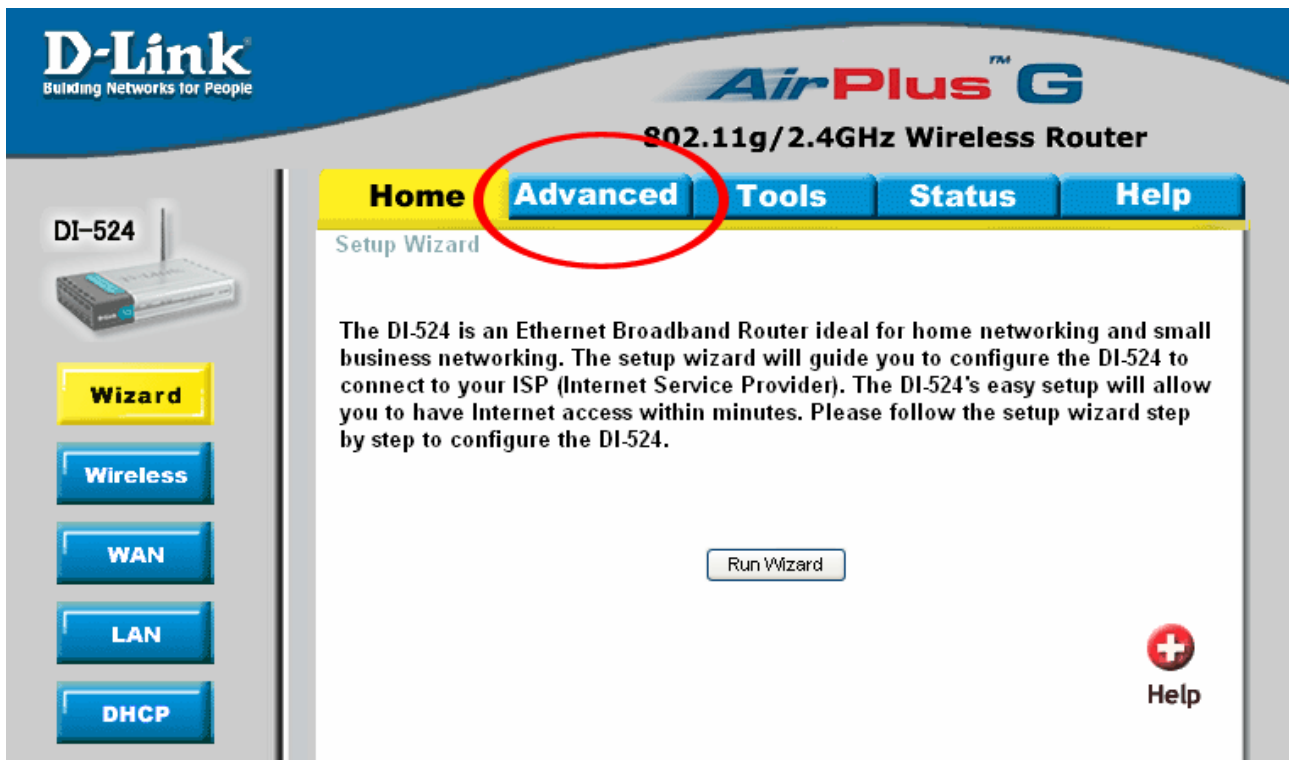 D-Link
Building Networks for People
AirPlus™ G
802.11g/2.4GHz Wireless Router
Home
Advanced
Tools
Status
Help
DI-524
Setup Wizard
The DI-524 is an Ethernet Broadband Router ideal for home networking and small
business networking. The setup wizard will guide you to configure the DI-524 to
connect to your ISP (Internet Service Provider). The DI-524's easy setup will allow
you to have Internet access within minutes. Please follow the setup wizard step
by step to configure the DI-524.
Wizard
Wireless
WAN
LAN
DHCP
Run Wizard
Help